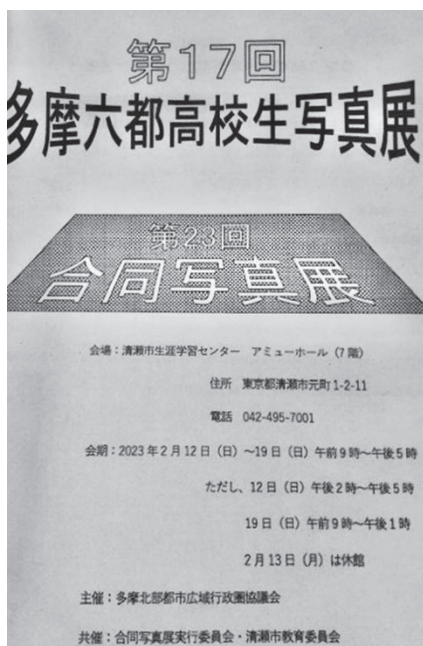 第17回
多摩六都高校生写真展
第23回
合同写真展
会場：清瀬市生涯学習センター　アミューホール（7階）
住所　東京都清瀬市元町1-2-11
電話　042-495-7001
会期：2023年2月12日（日）～19日（日）午前9時～午後5時
ただし、12日（日）午後2時～午後5時
19日（日）午前9時～午後1時
2月13日（月）は休館
主催：多摩北部都市広域行政圏協議会
共催：合同写真展実行委員会・清瀬市教育委員会